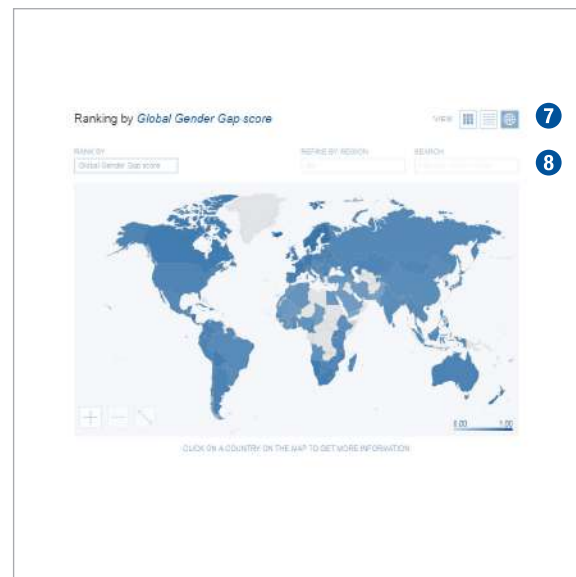 Ranking by Global Gender Gap score
VIEW
7
RANK BY
REFINE BY REGION
SEARCH
8
Global Gender Gap score
0.00 1.00
CLICK ON A COUNTRY ON THE MAP TO GET MORE INFORMATION